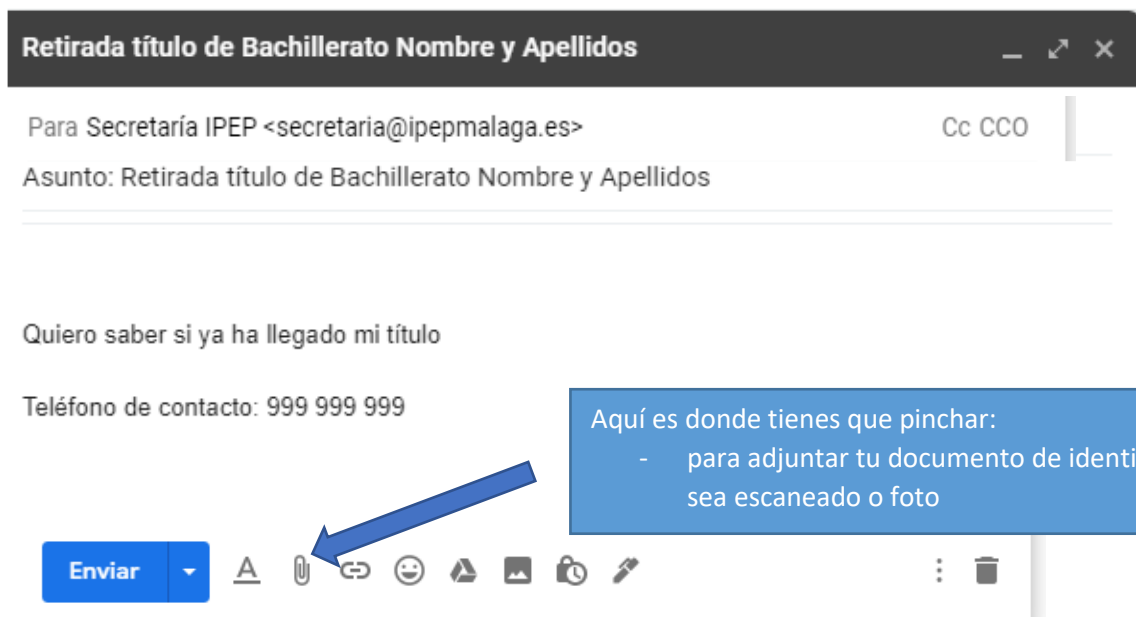 Retirada título de Bachillerato Nombre y Apellidos
Para Secretaría IPEP <secretaria@ipepmalaga.es> Cc CCO
Asunto: Retirada título de Bachillerato Nombre y Apellidos
Quiero saber si ya ha llegado mi título
Teléfono de contacto: 999 999 999
Aquí es donde tienes que pinchar:
- para adjuntar tu documento de identi
sea escaneado o foto
Enviar